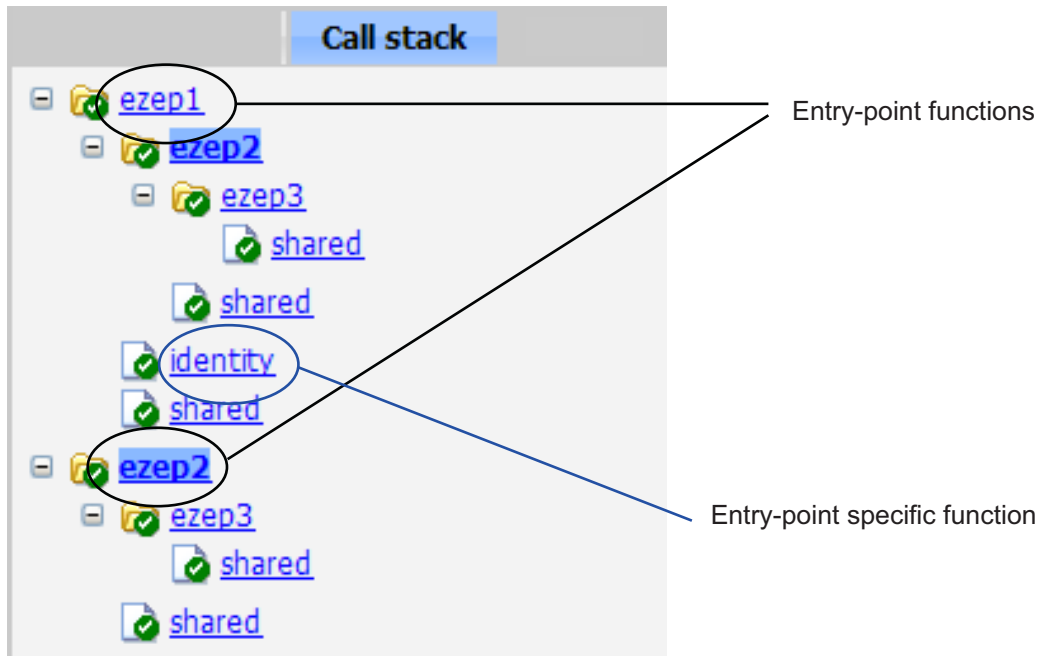 Call stack
ezep1
Entry-point functions
ezep2
ezep3
shared
shared
identity
shared
ezep2
ezep3
Entry-point specific function
shared
shared